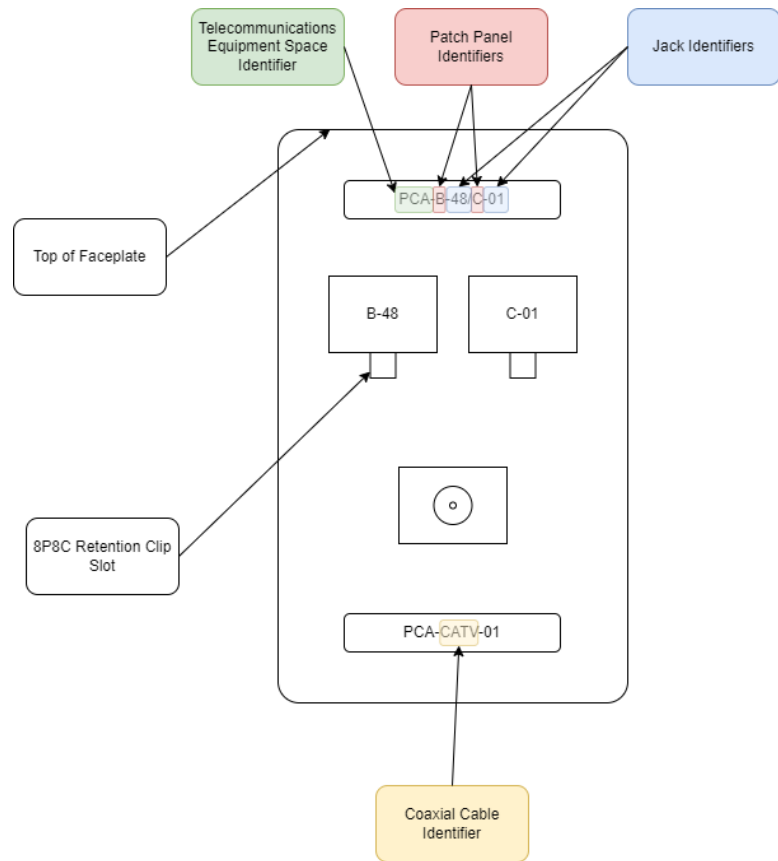 Telecommunications
Equipment Space
Identifier
Patch Panel
Identifiers
Jack Identifiers
PCA-B-48/C-01
Top of Faceplate
B-48
C-01
8P8C Retention Clip
Slot
PCA-CATV-01
Coaxial Cable
Identifier